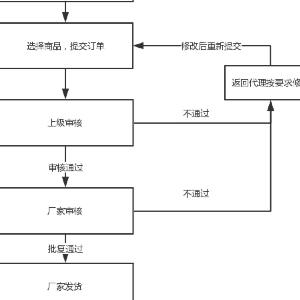 选择商品，提交订单
修改后重新提交
返回代理按要求修
上级审核
不通过
审核通过
不通过
厂家审核
批复通过
厂家发货